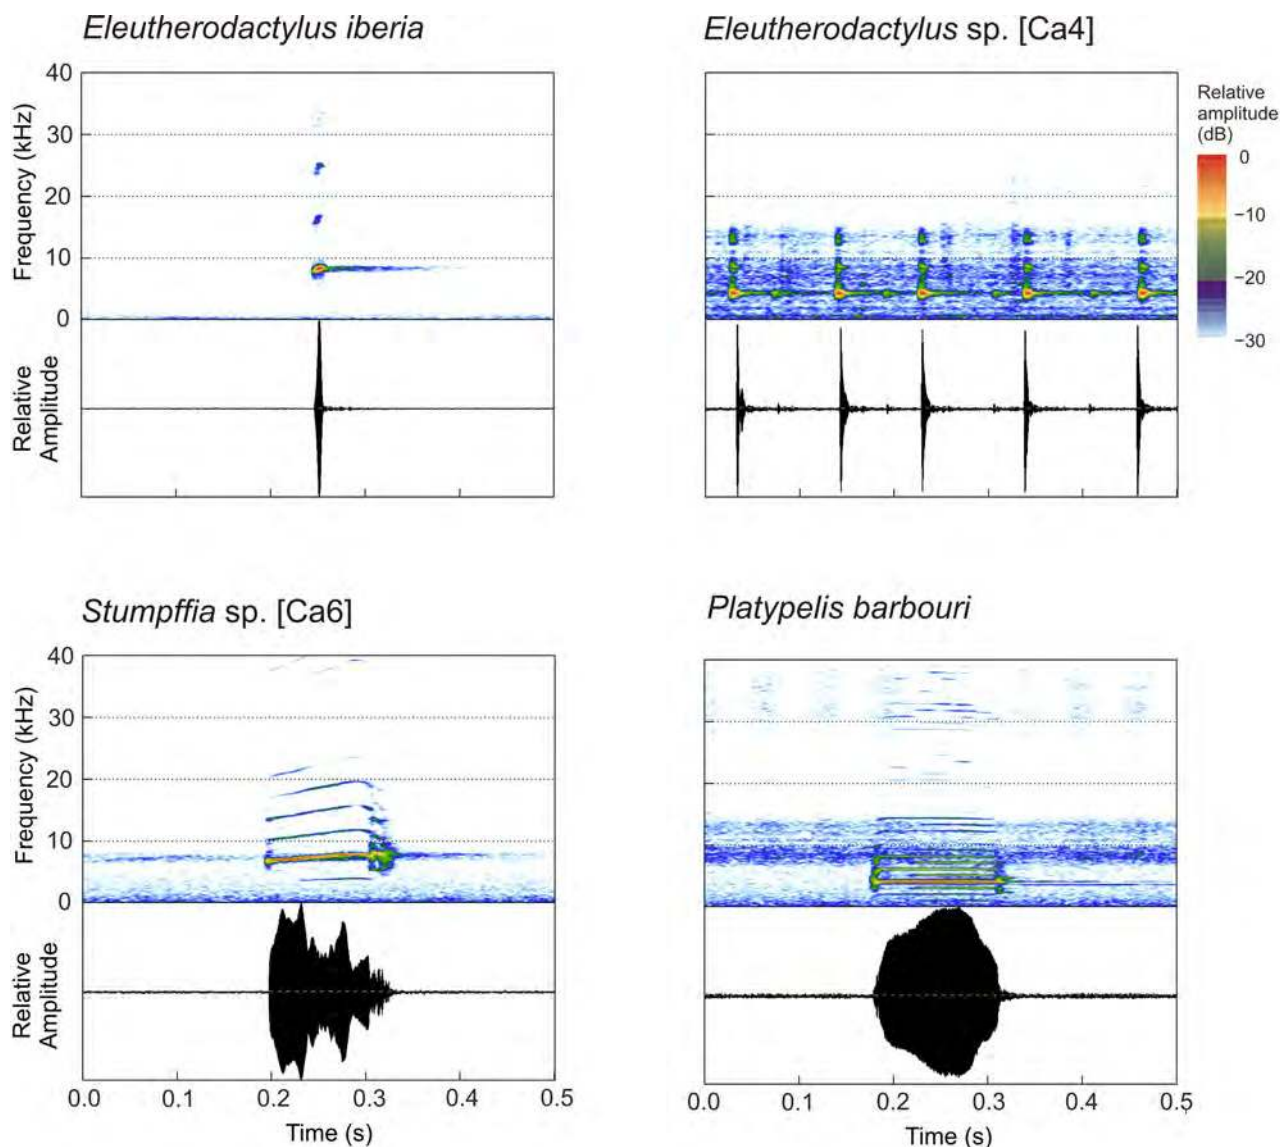 Eleutherodactylus iberia
Eleutherodactylus sp. [Ca4]
40
30
20
10
0
Frequency (kHz)
Relative
Amplitude
Relative
amplitude
(dB)
0
−10
−20
−30
Stumpffia sp. [Ca6]
Platypelis barbouri
40
30
20
10
0
Frequency (kHz)
Relative
Amplitude
0.0 0.1 0.2 0.3 0.4 0.5
Time (s)
0.0 0.1 0.2 0.3 0.4 0.5
Time (s)